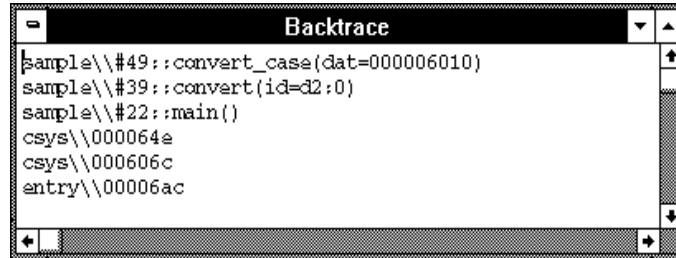 Backtrace
sample\\#49::convert_case(dat=000006010)
sample\\#39::convert(id=d2:0)
sample\\#22::main()
csys\\000064e
csys\\000606c
entry\\00006ac